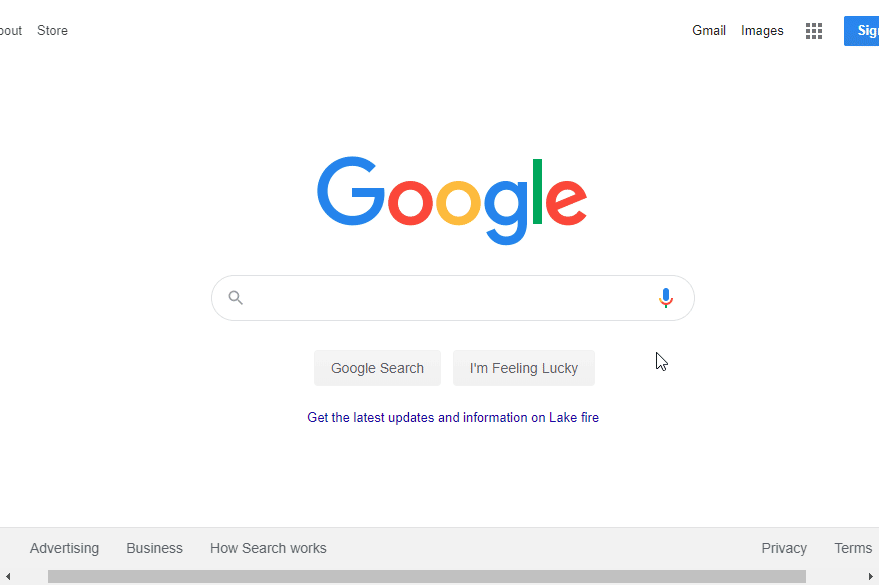 bout Store Gmail Images Sig
Google
Google Search I'm Feeling Lucky
Get the latest updates and information on Lake fire
Advertising Business How Search works Privacy Terms